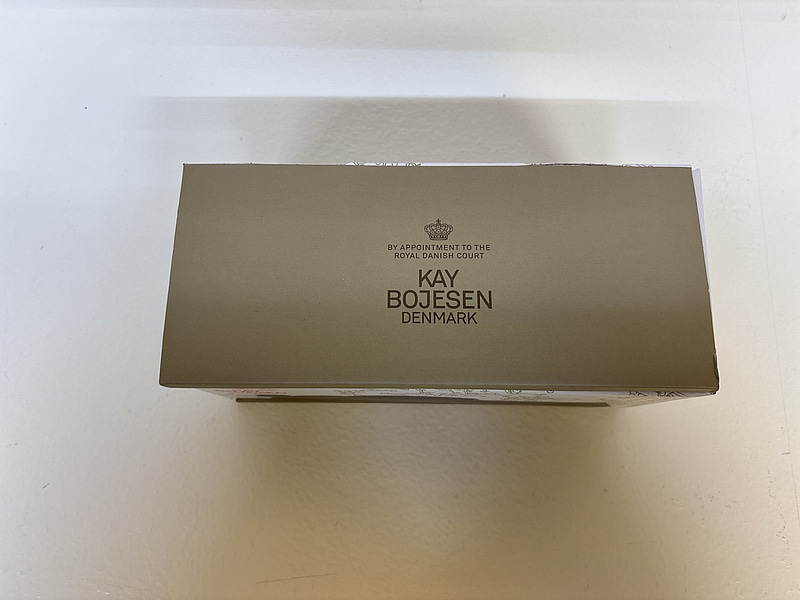 BY APPOINTMENT TO THE
ROYAL DANISH COURT
KAY
BOJESEN
DENMARK